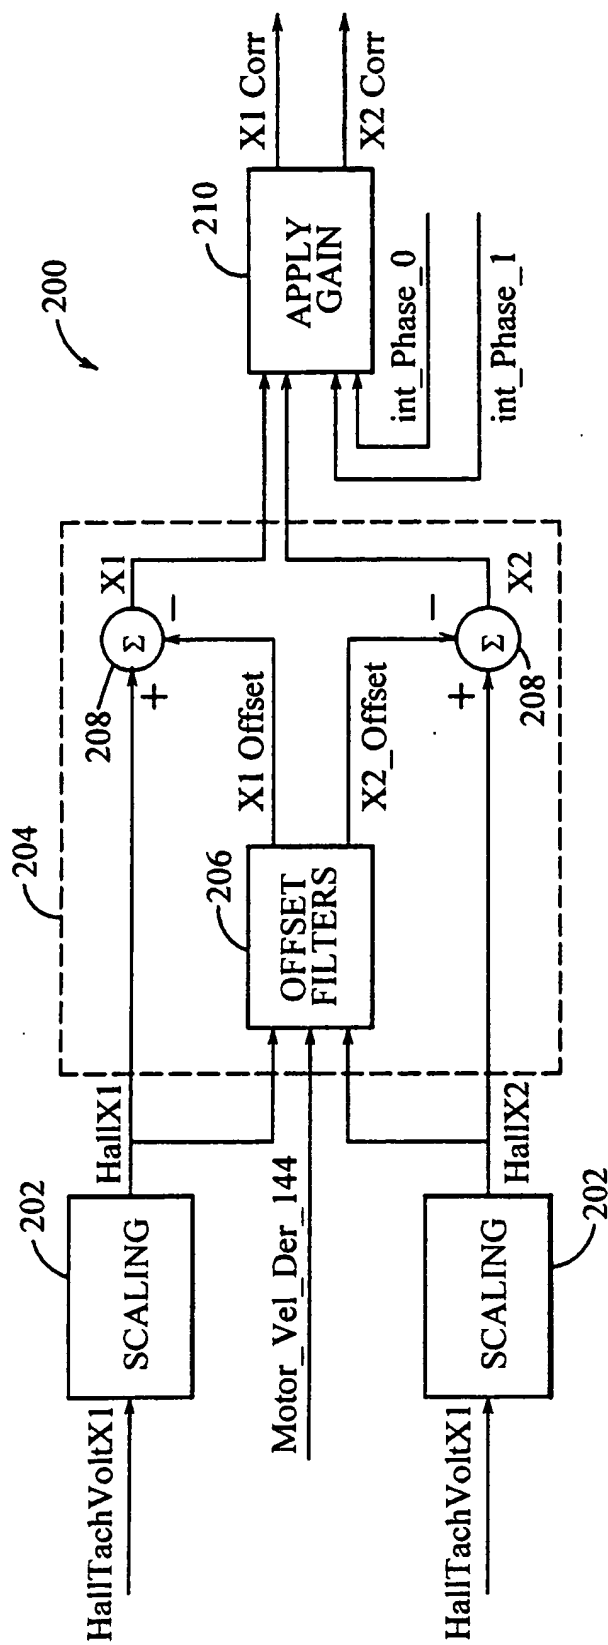 200
204
HallTachVoltX1
202
SCALING
HallX1
208
+
Σ
−
X1
X1 Offset
Motor_Vel_Der_144
206
OFFSET
FILTERS
X2_Offset
210
APPLY
GAIN
X1 Corr
X2 Corr
int_Phase_0
int_Phase_1
HallTachVoltX1
SCALING
202
HallX2
+
Σ
−
208
X2